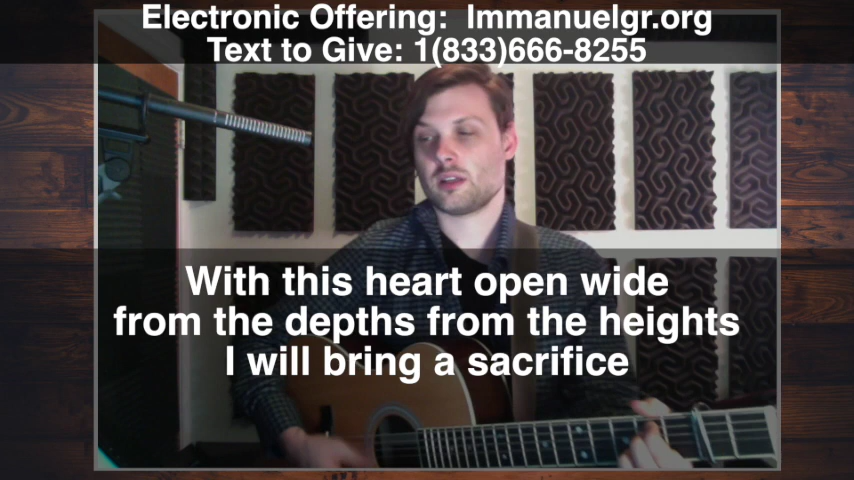 Electronic Offering: Immanuelgr.org
Text to Give: 1(833)666-8255
With this heart open wide
from the depths from the heights
I will bring a sacrifice